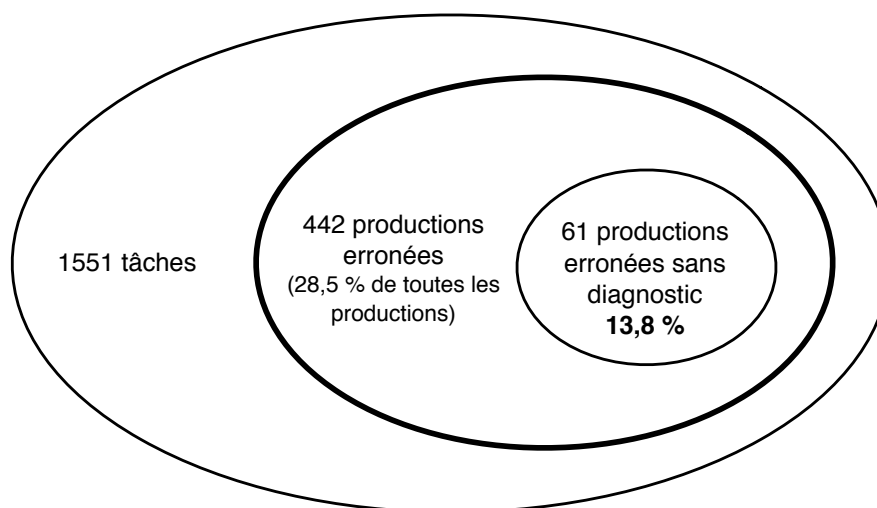 1551 tâches
442 productions
erronées
(28,5 % de toutes les
productions)
61 productions
erronées sans
diagnostic
13,8 %